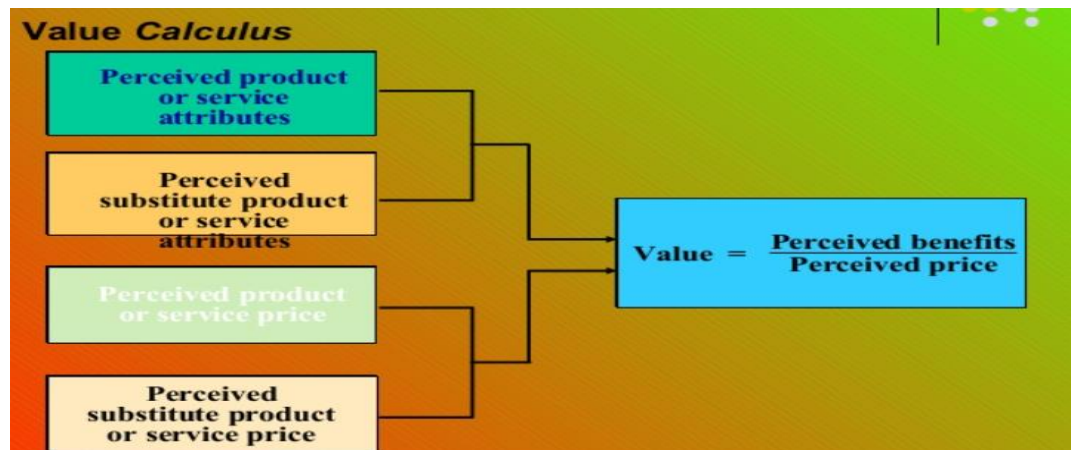 Value Calculus
Perceived product
or service
attributes
Perceived
substitute product
or service
attributes
Perceived product
or service price
Perceived
substitute product
or service price
Value = Perceived benefits
Perceived price